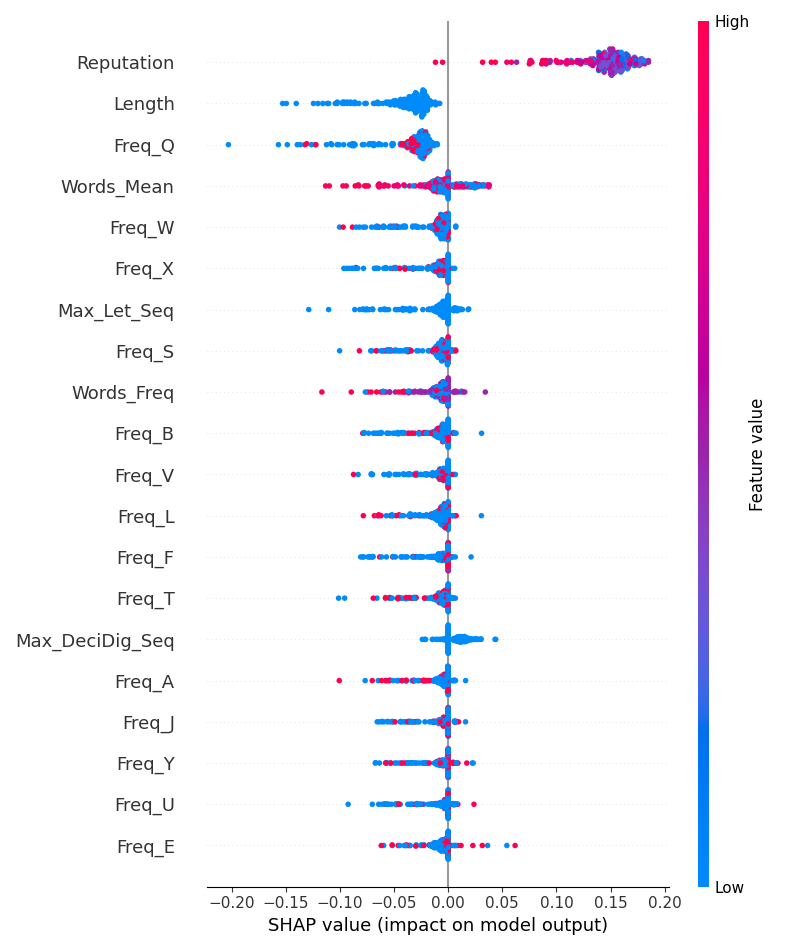 High
Reputation
Length
Freq_Q
Words_Mean
Freq_W
Freq_X
Max_Let_Seq
Freq_S
Words_Freq
Freq_B
Freq_V
Freq_L
Freq_F
Freq_T
Max_DeciDig_Seq
Freq_A
Freq_J
Freq_Y
Freq_U
Freq_E
Feature value
Low
−0.20 −0.15 −0.10 −0.05 0.00 0.05 0.10 0.15 0.20
SHAP value (impact on model output)